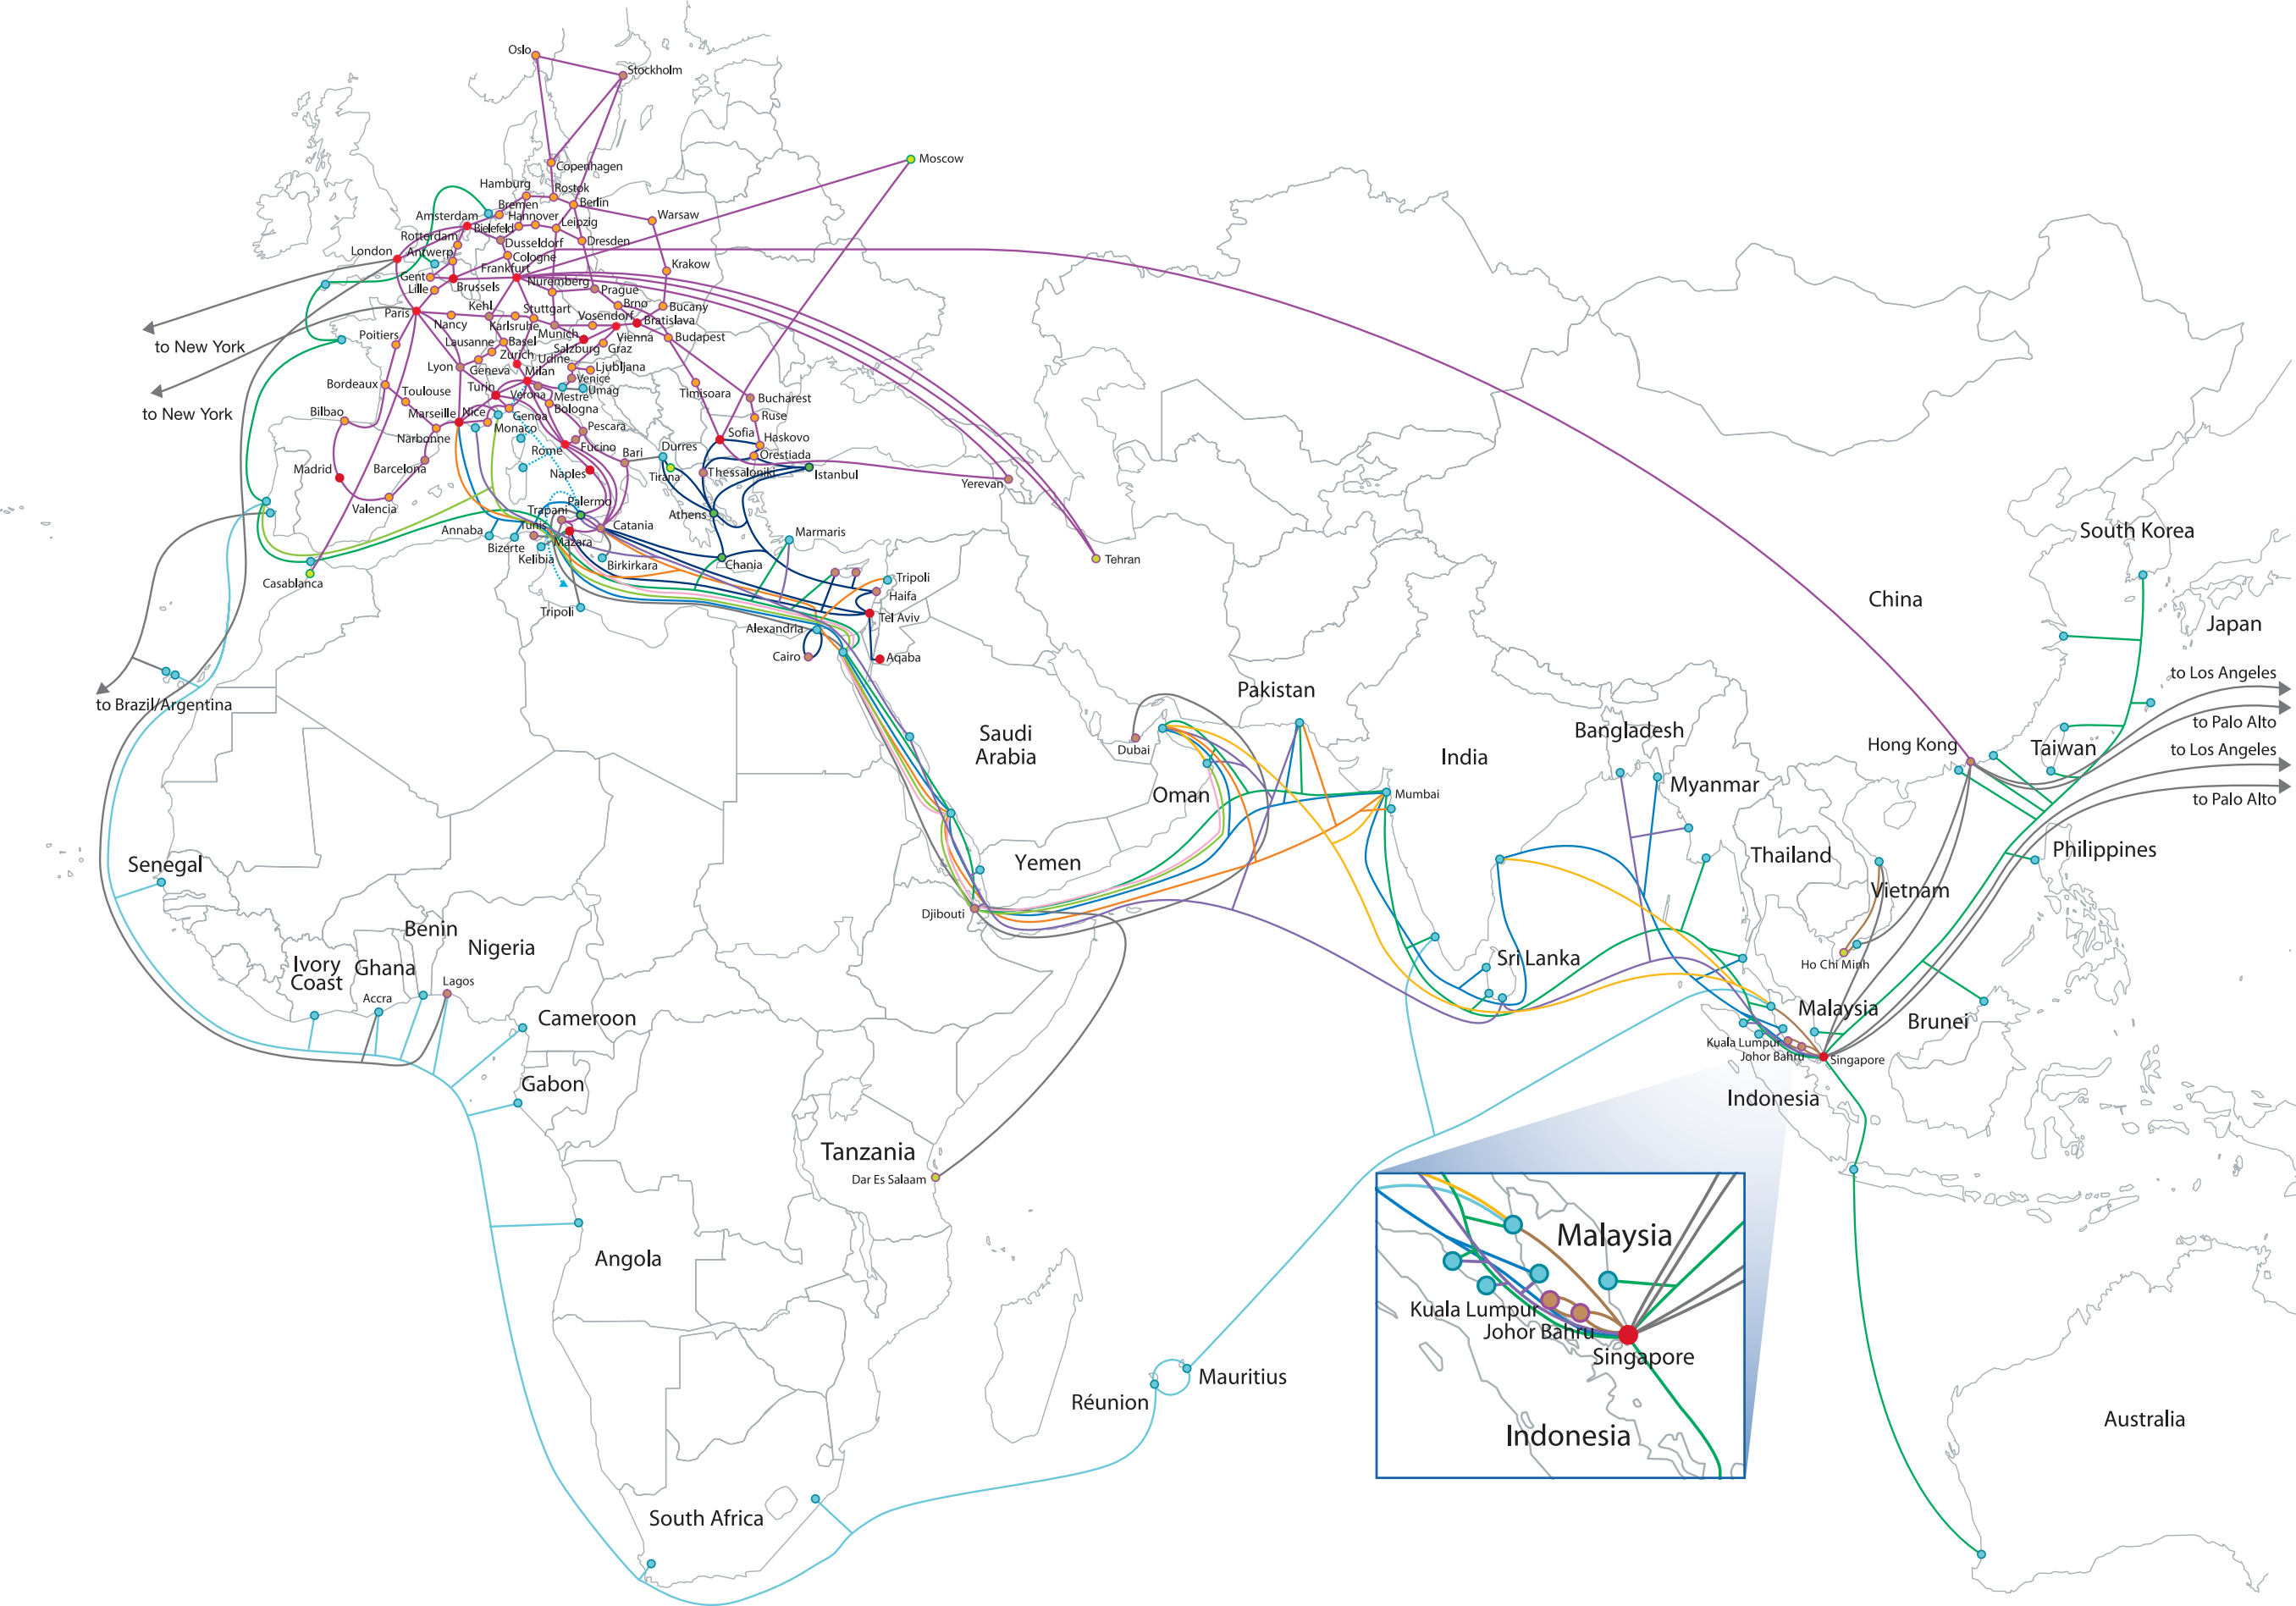 Oslo
Stockholm
Copenhagen
Moscow
Hamburg
Rostok
Bremen
Berlin
Amsterdam
Hannover
Warsaw
Bielefeld
Leipzig
Rotterdam
Dusseldorf
Dresden
London
Antwerp
Cologne
Frankfurt
Krakow
Gent
Nuremberg
Lille
Brussels
Prague
Kehl
Stuttgart
Brno
Bucany
Paris
Vosendorf
Bratislava
Nancy
Karlsruhe
to New York
Poitiers
Munich
Vienna
Budapest
Lausanne
Basel
Salzburg
Graz
Zurich
Udine
Lyon
Geneva
Milan
Ljubljana
Venice
Bordeaux
Turin
Umag
Toulouse
Verona
Mestre
Timisoara
Bucharest
to New York
Bilbao
Marseille
Nice
Genoa
Bologna
Ruse
Monaco
Pescara
Narbonne
Sofia
Haskovo
Rome
Fucino
Durres
Bari
Orestiada
Madrid
Barcelona
Naples
Tirana
Thessaloniki
Istanbul
Yerevan
Valencia
Palermo
Trapani
Athens
Annaba
Tunis
Catania
Marmaris
South Korea
Bizerte
Mazara
Kelibia
Birkirkara
Chania
Tehran
Casablanca
Tripoli
Haifa
China
Tripoli
Tel Aviv
Japan
Alexandria
Cairo
Aqaba
to Los Angeles
Pakistan
to Brazil/Argentina
to Palo Alto
Saudi
Arabia
Bangladesh
Dubai
India
Hong Kong
Taiwan
to Los Angeles
Myanmar
Oman
Mumbai
to Palo Alto
Senegal
Yemen
Thailand
Philippines
Vietnam
Djibouti
Benin
Nigeria
Ivory
Coast
Ghana
Sri Lanka
Ho Chi Minh
Lagos
Accra
Cameroon
Malaysia
Brunei
Kuala Lumpur
Johor Bahru
Singapore
Gabon
Indonesia
Tanzania
Dar Es Salaam
Angola
Malaysia
Kuala Lumpur
Johor Bahru
Singapore
Mauritius
Réunion
Indonesia
Australia
South Africa